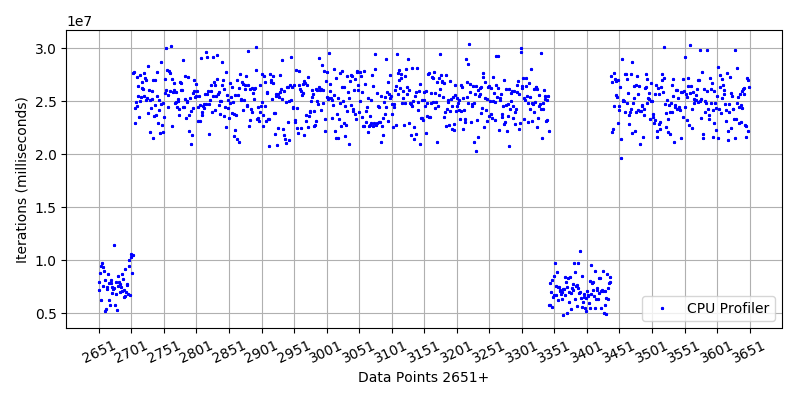 1e7
3.0
2.5
2.0
1.5
1.0
0.5
Iterations (milliseconds)
CPU Profiler
2651 2701 2751 2801 2851 2901 2951 3001 3051 3101 3151 3201 3251 3301 3351 3401 3451 3501 3551 3601 3651
Data Points 2651+